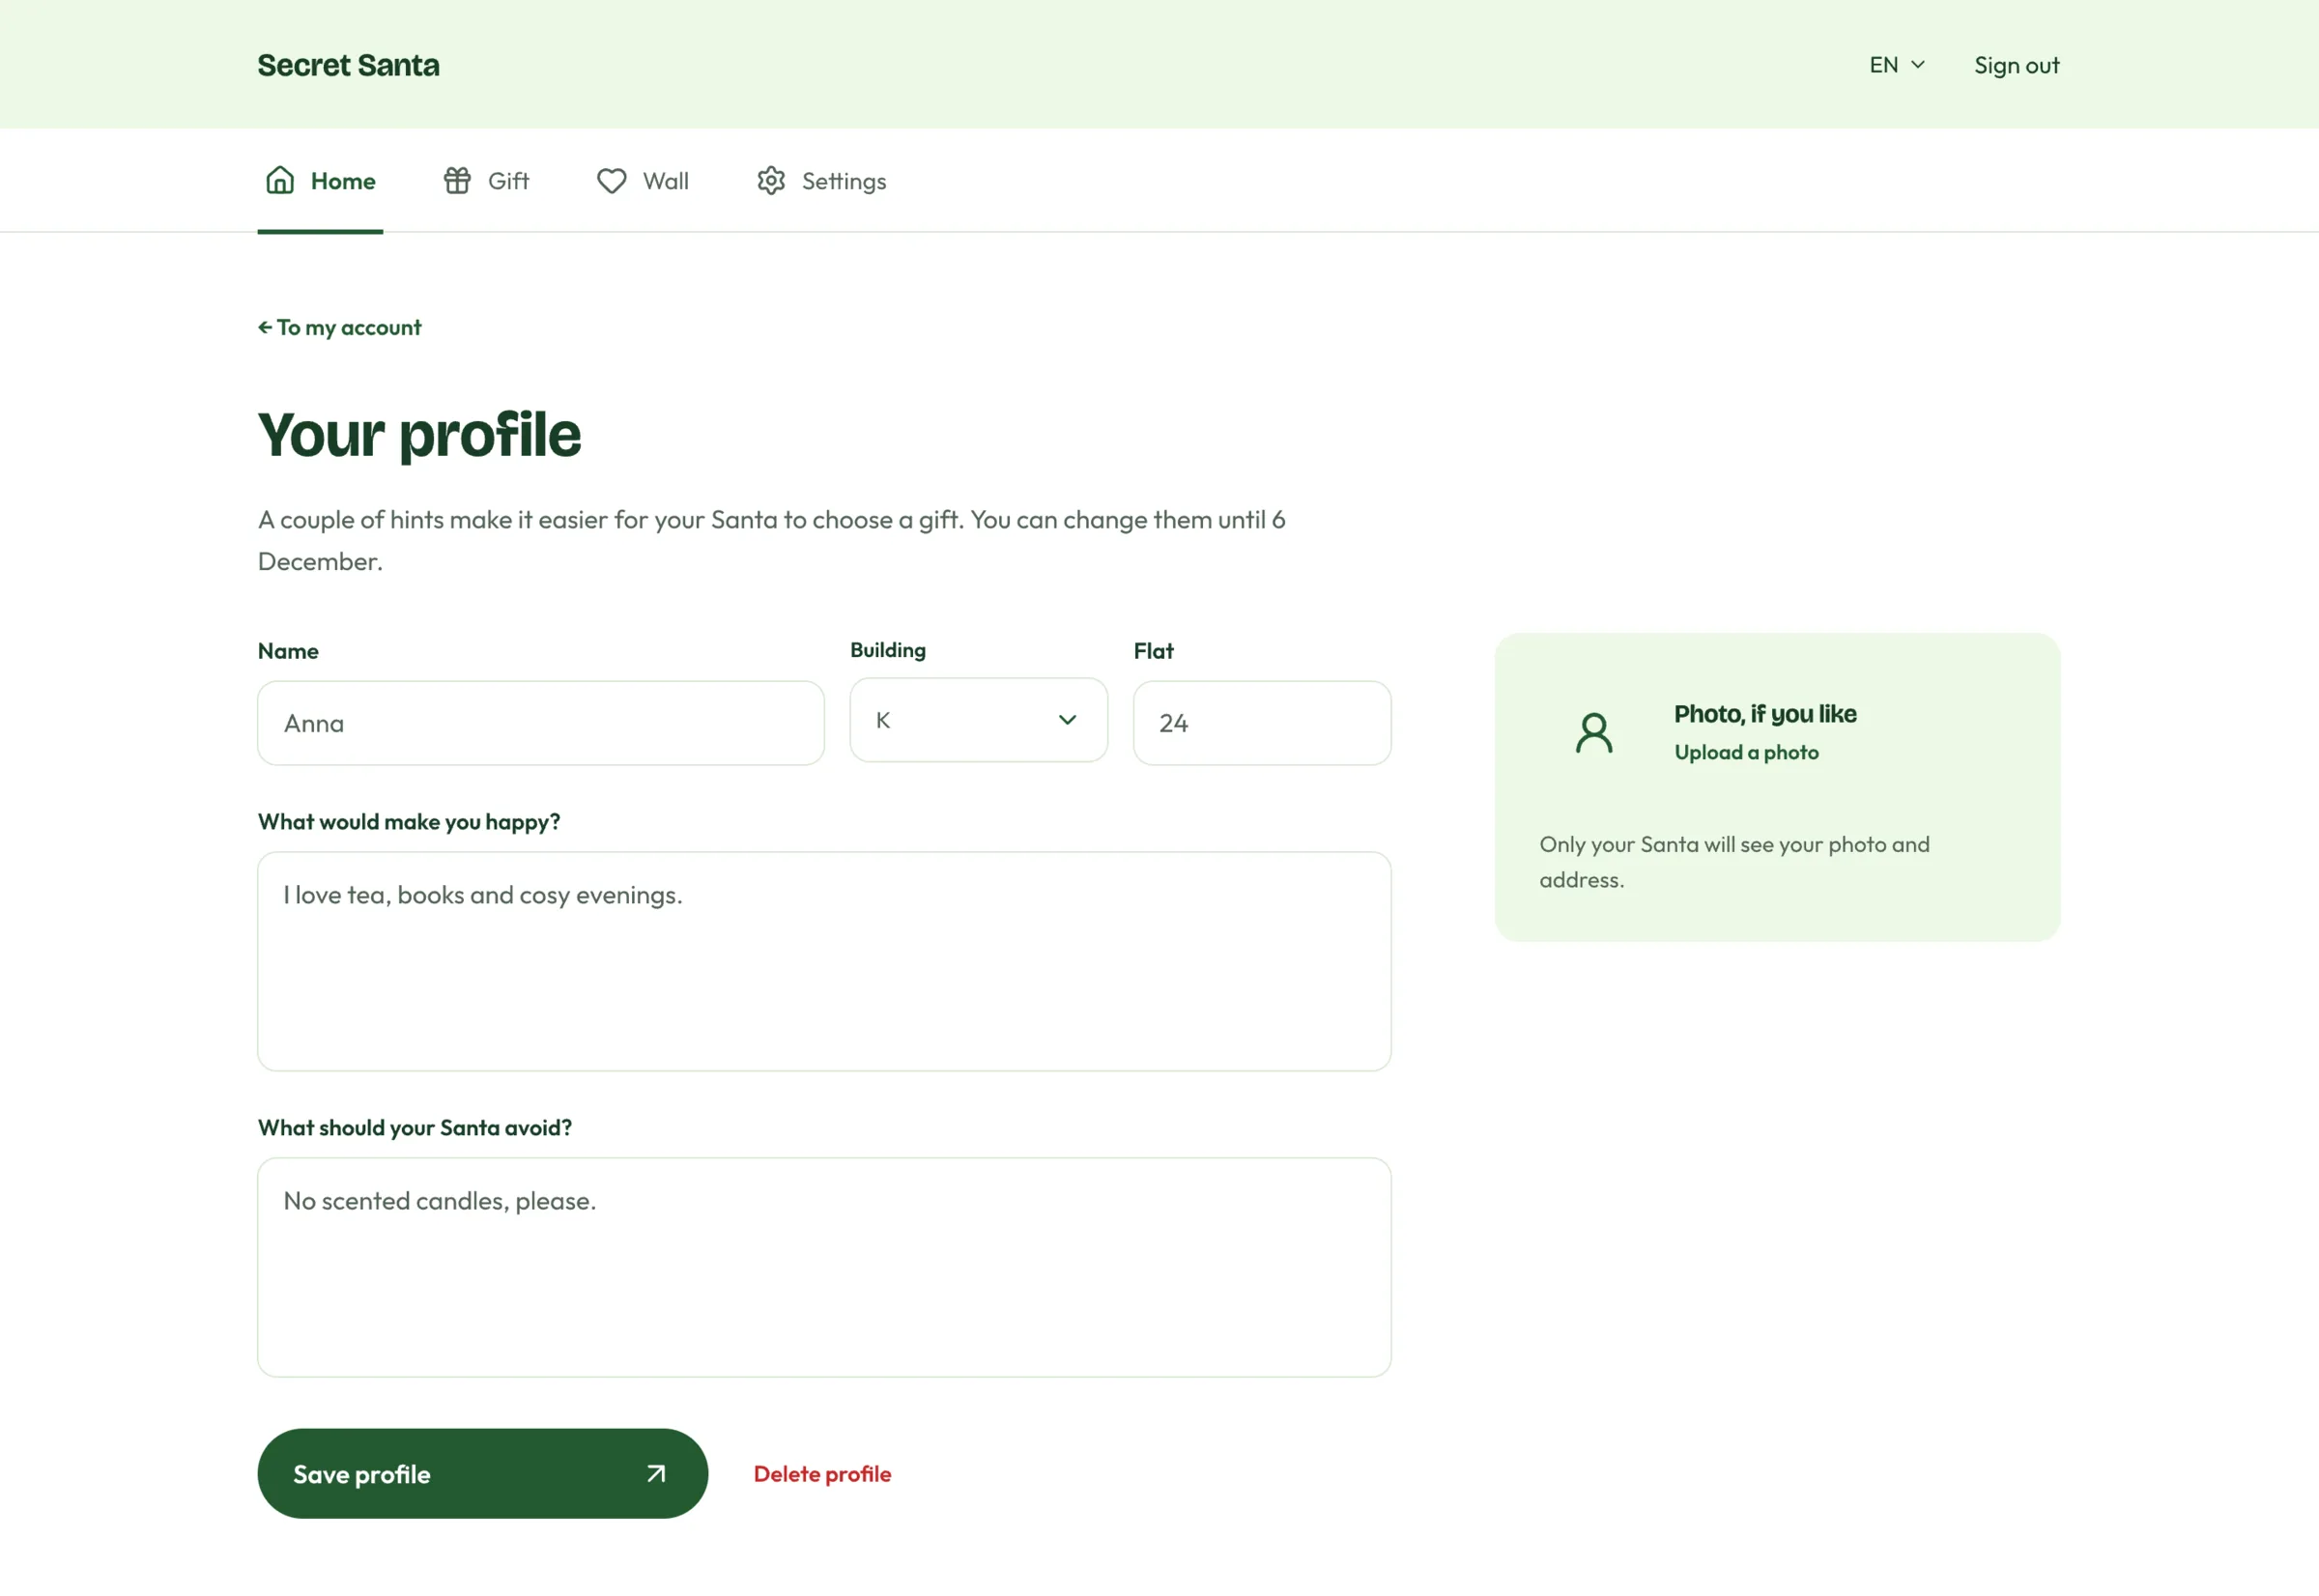 Secret Santa
EN
Sign out
Home
Gift
Wall
Settings
← To my account
Your profile
A couple of hints make it easier for your Santa to choose a gift. You can change them until 6
December.
Name
Building
Flat
Anna
K
24
Photo, if you like
Upload a photo
Only your Santa will see your photo and
address.
What would make you happy?
I love tea, books and cosy evenings.
What should your Santa avoid?
No scented candles, please.
Save profile
Delete profile